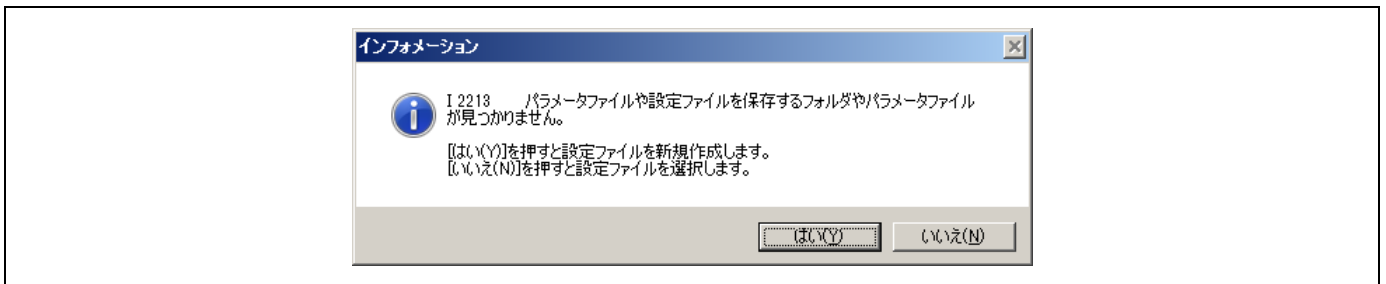 インフォメーション
I 2213 パラメータファイルや設定ファイルを保存するフォルダやパラメータファイル
が見つかりません。
[はい(Y)]を押すと設定ファイルを新規作成します。
[いいえ(N)]を押すと設定ファイルを選択します。
はい(Y) いいえ(N)